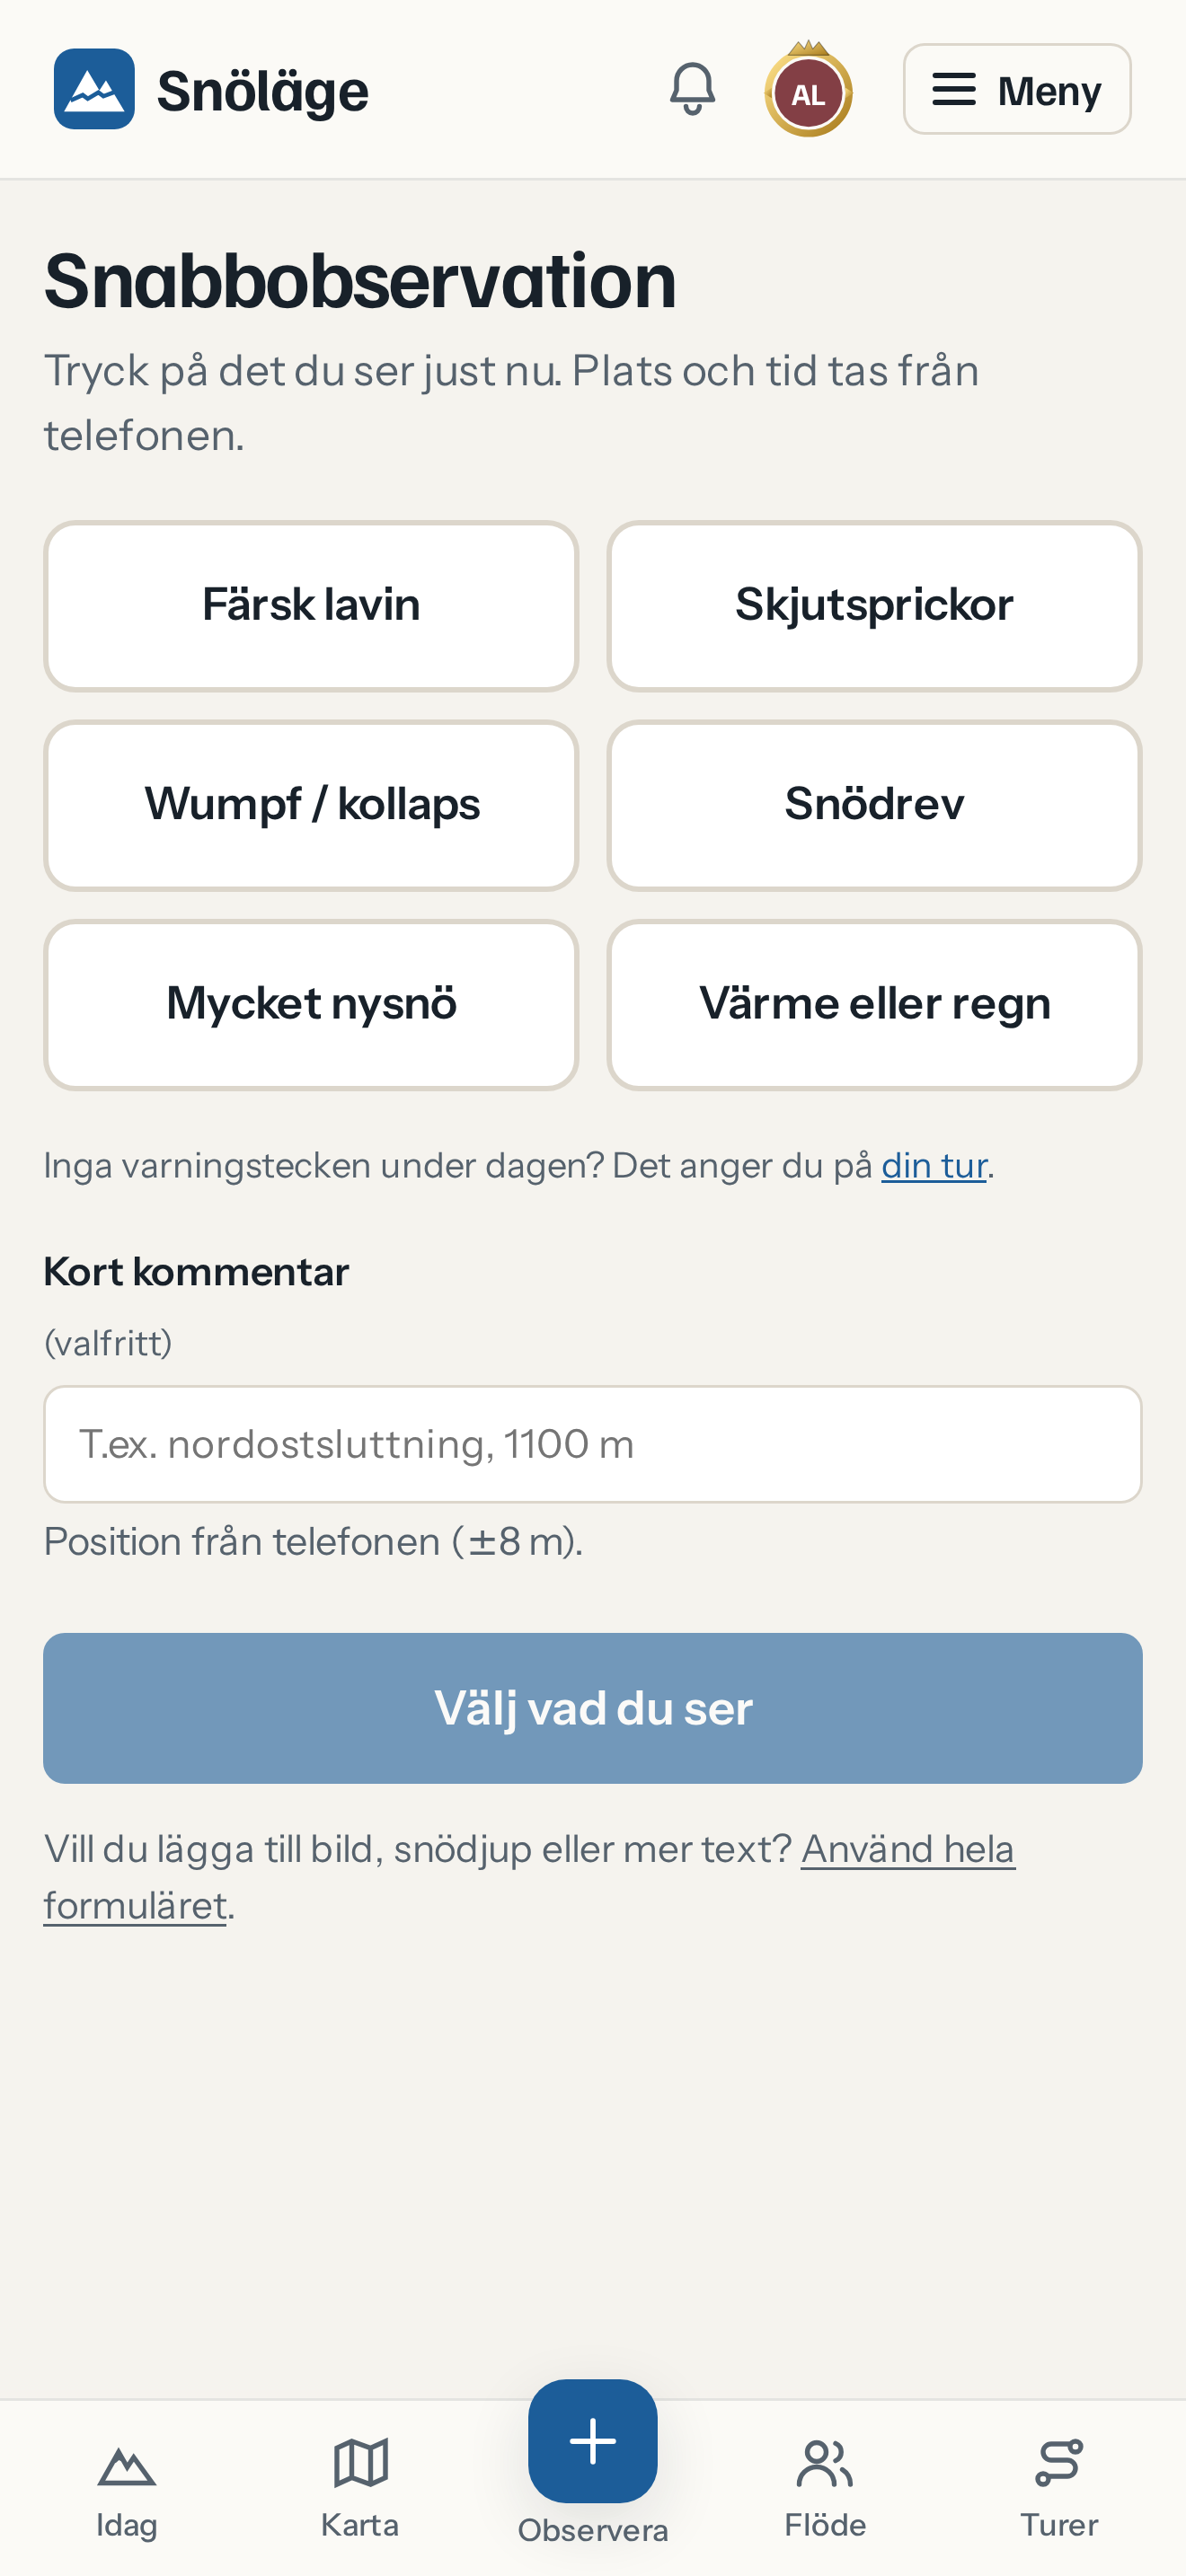 Snöläge
AL
Meny
Snabbobservation
Tryck på det du ser just nu. Plats och tid tas från
telefonen.
Färsk lavin
Skjutsprickor
Wumpf / kollaps
Snödrev
Mycket nysnö
Värme eller regn
Inga varningstecken under dagen? Det anger du på din tur.
Kort kommentar
(valfritt)
T.ex. nordostsluttning, 1100 m
Position från telefonen (±8 m).
Välj vad du ser
Vill du lägga till bild, snödjup eller mer text? Använd hela
formuläret.
Idag
Karta
Observera
Flöde
Turer